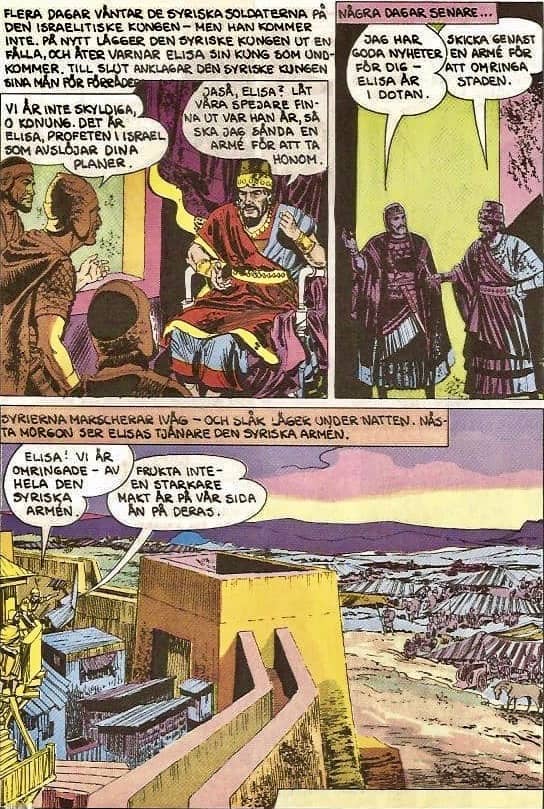 FLERA DAGAR VÄNTAR DE SYRISKA SOLDATERNA PÅ
DEN ISRAELITISKE KUNGEN – MEN HAN KOMMER
INTE. PÅ NYTT LÄGGER DEN SYRISKE KUNGEN UT EN
FÄLLA, OCH ÅTER VARNAR ELISA SIN KUNG SOM UND-
KOMMER. TILL SLUT ANKLAGAR DEN SYRISKE KUNGEN
SINA MÄN FÖR FÖRRÄDERI
VI ÄR INTE SKYLDIGA,
O KONUNG. DET ÄR
ELISA, PROFETEN I ISRAEL
SOM AVSLÖJAR DINA
PLANER.
JASÅ, ELISA? LÅT
VÅRA SPEJARE FIN-
NA UT VAR HAN ÄR, SÅ
SKA JAG SÄNDA EN
ARMÉ FÖR ATT TA
HONOM.
NÅGRA DAGAR SENARE...
JAG HAR
GODA NYHETER
FÖR DIG –
ELISA ÄR
I DOTAN.
SKICKA GENAST
EN ARMÉ FÖR
ATT OMRINGA
STADEN.
SYRIERNA MARSCHERAR IVÄG – OCH SLÅR LÄGER UNDER NATTEN. NÄS-
TA MORGON SER ELISAS TJÄNARE DEN SYRISKA ARMÉN.
ELISA! VI ÄR
OMRINGADE – AV
HELA DEN
SYRISKA
ARMÉN.
FRUKTA INTE –
EN STARKARE
MAKT ÄR PÅ VÅR SIDA
ÄN PÅ DERAS.